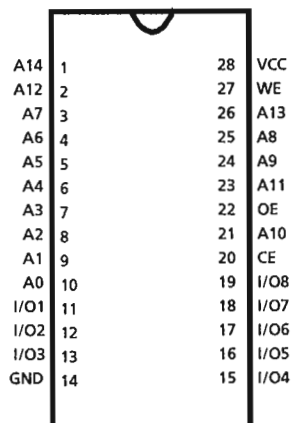 A14 1 28 VCC
A12 2 27 WE
A7 3 26 A13
A6 4 25 A8
A5 5 24 A9
A4 6 23 A11
A3 7 22 OE
A2 8 21 A10
A1 9 20 CE
A0 10 19 I/O8
I/O1 11 18 I/O7
I/O2 12 17 I/O6
I/O3 13 16 I/O5
GND 14 15 I/O4